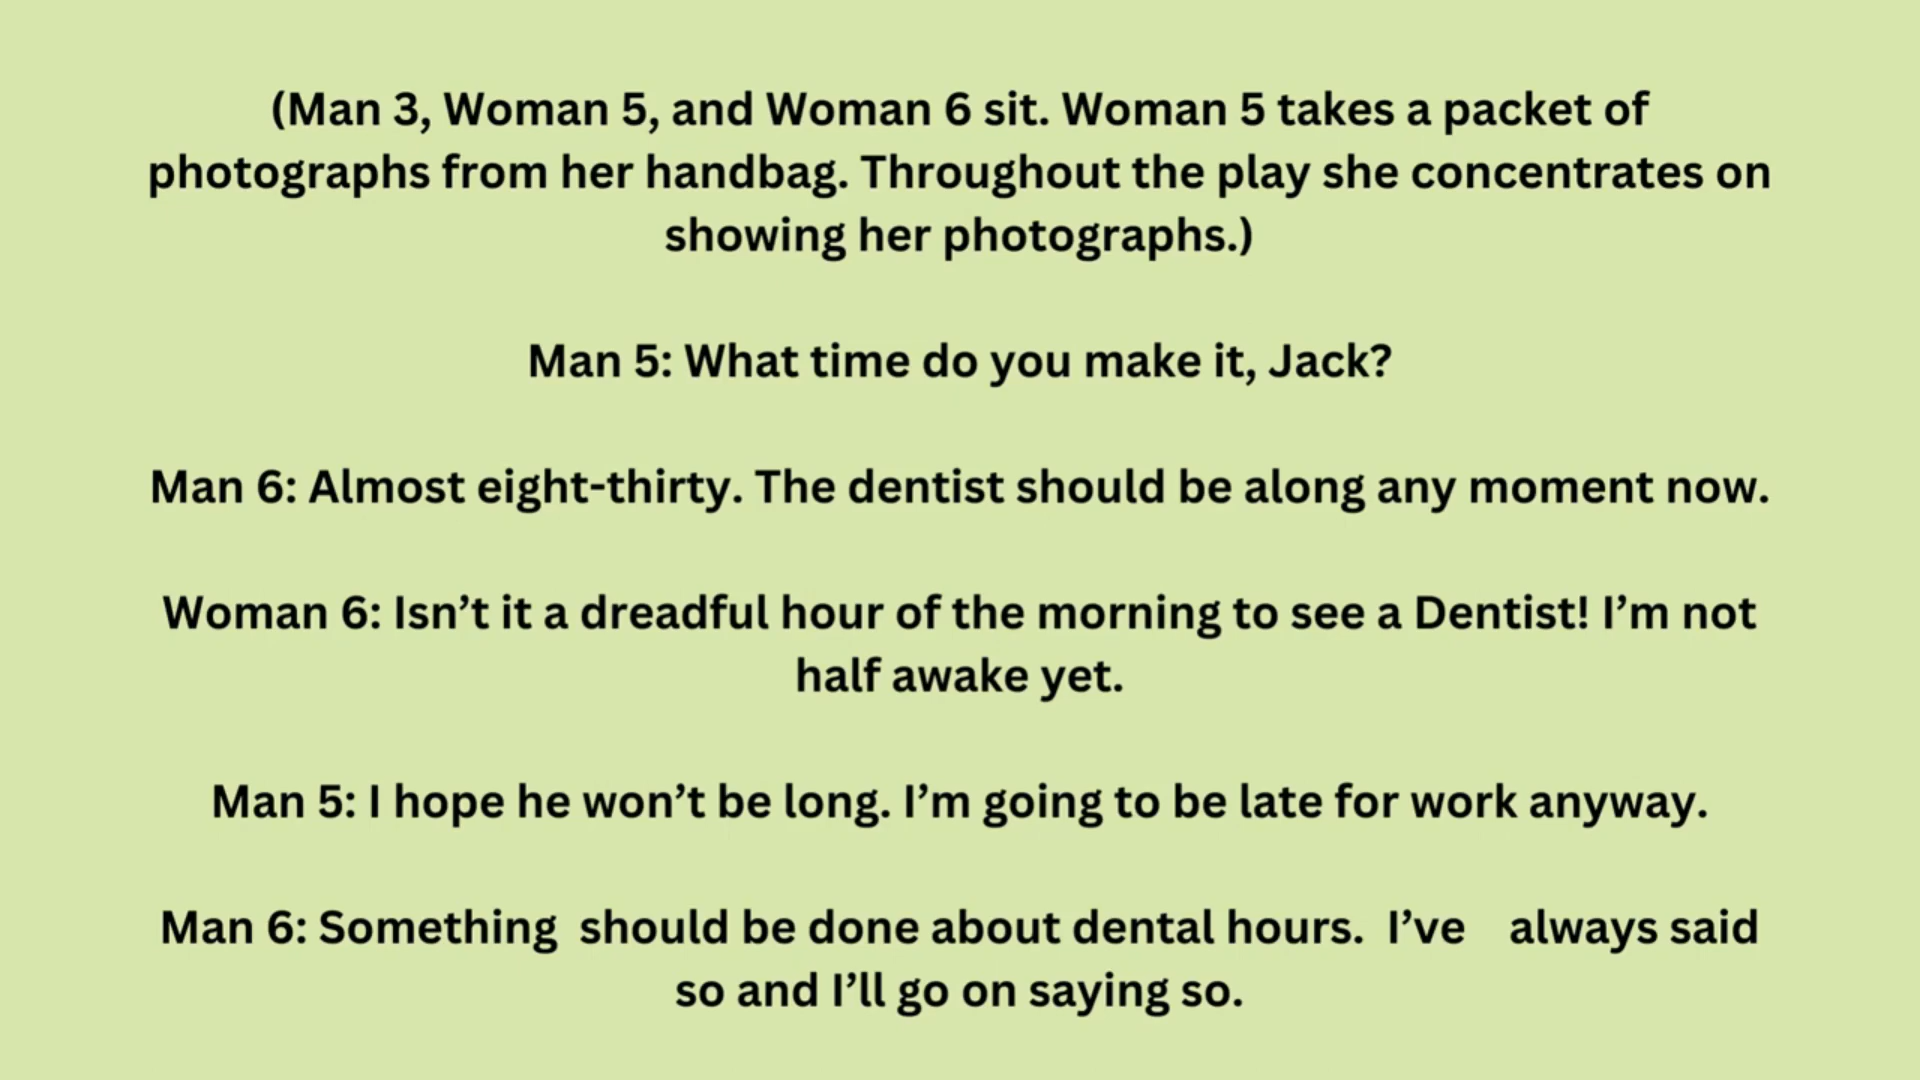 (Man 3, Woman 5, and Woman 6 sit. Woman 5 takes a packet of
photographs from her handbag. Throughout the play she concentrates on
showing her photographs.)
Man 5: What time do you make it, Jack?
Man 6: Almost eight-thirty. The dentist should be along any moment now.
Woman 6: Isn’t it a dreadful hour of the morning to see a Dentist! I’m not
half awake yet.
Man 5: I hope he won’t be long. I’m going to be late for work anyway.
Man 6: Something should be done about dental hours. I’ve always said
so and I’ll go on saying so.